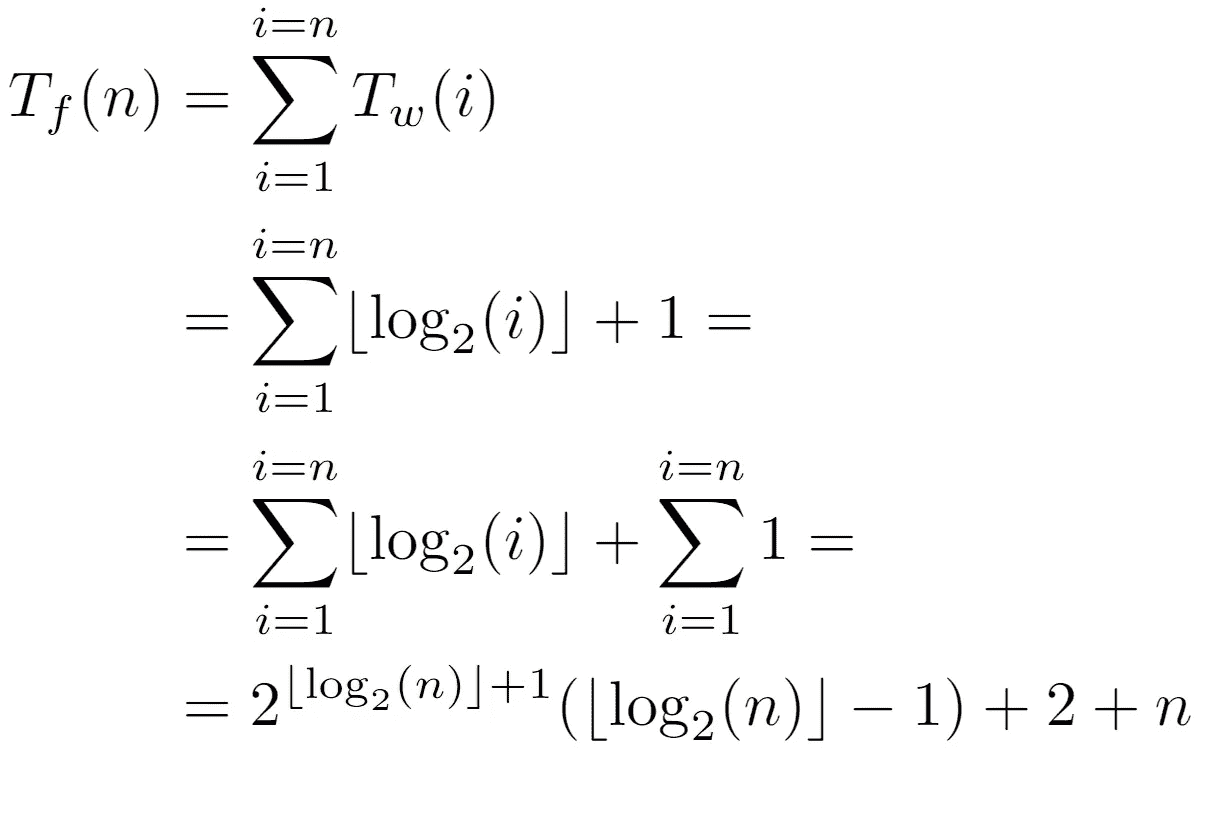 T_f(n) = \sum_{i=1}^{i=n} T_w(i)
= \sum_{i=1}^{i=n} \lfloor \log_2(i) \rfloor + 1 =
= \sum_{i=1}^{i=n} \lfloor \log_2(i) \rfloor + \sum_{i=1}^{i=n} 1 =
= 2^{\lfloor \log_2(n) \rfloor + 1} (\lfloor \log_2(n) \rfloor - 1) + 2 + n